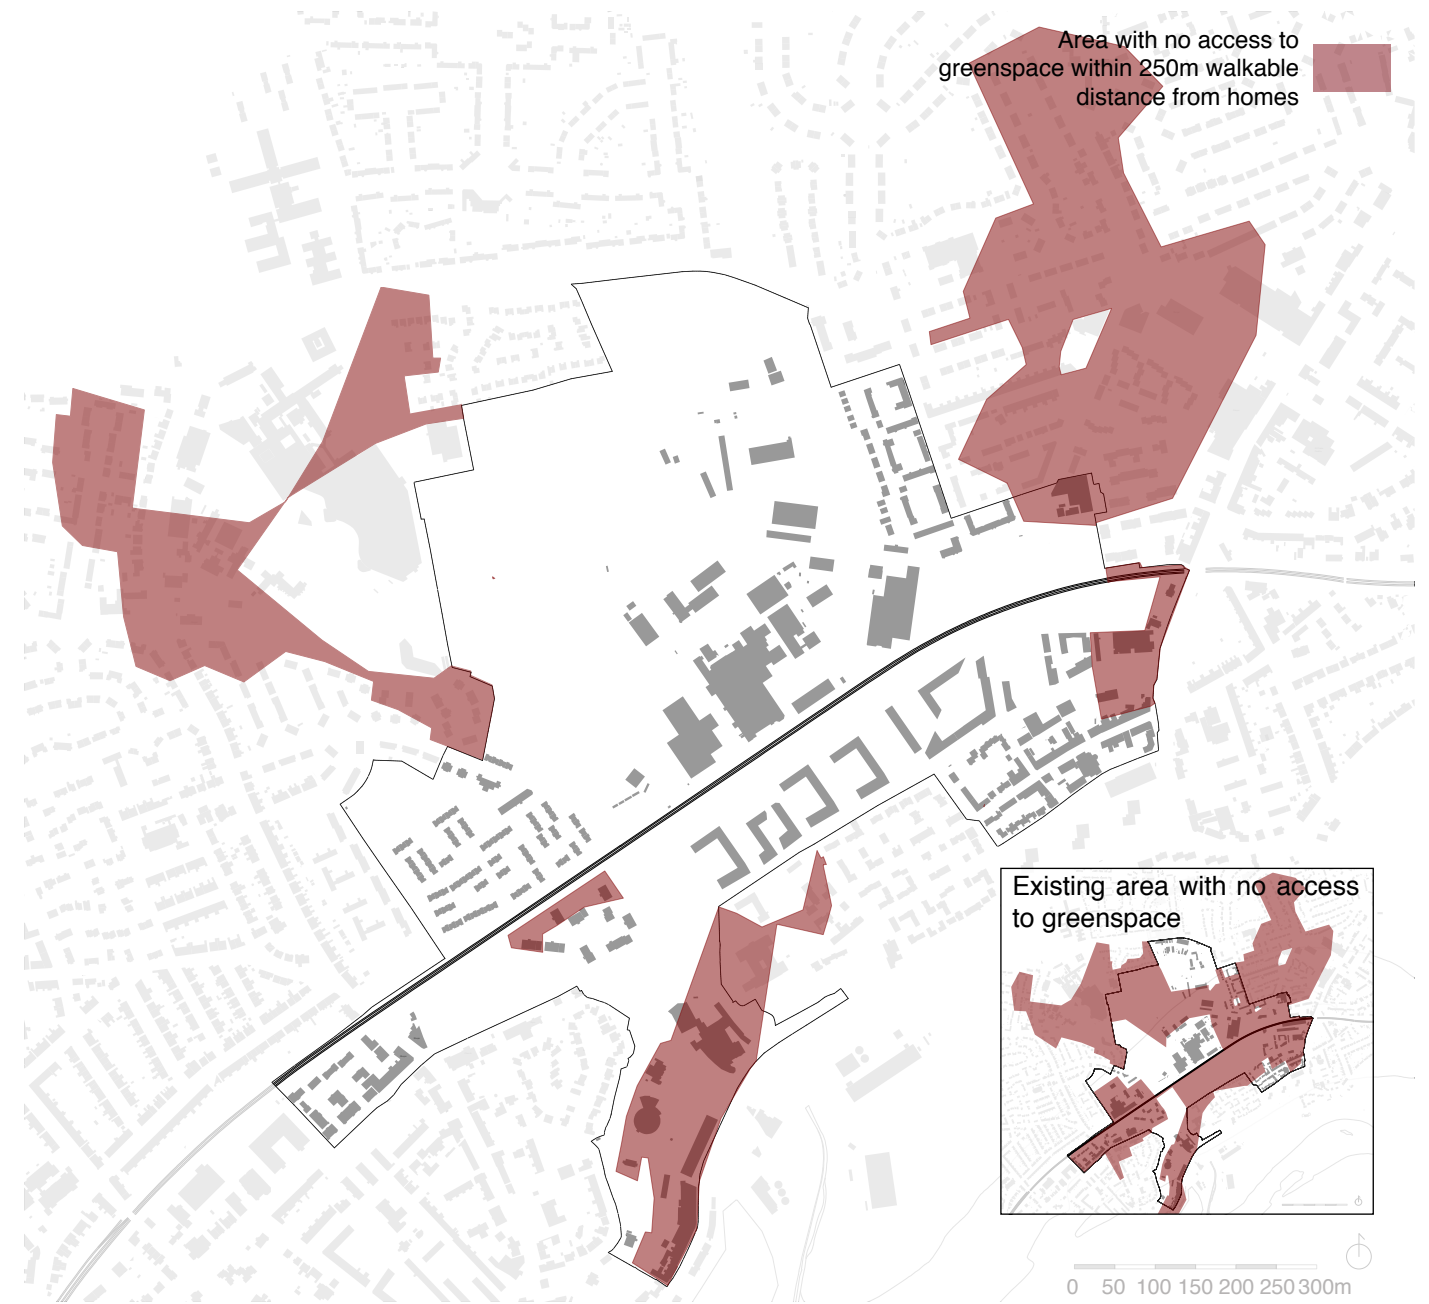 Area with no access to
greenspace within 250m walkable
distance from homes
Existing area with no access
to greenspace
0 50 100 150 200 250 300m